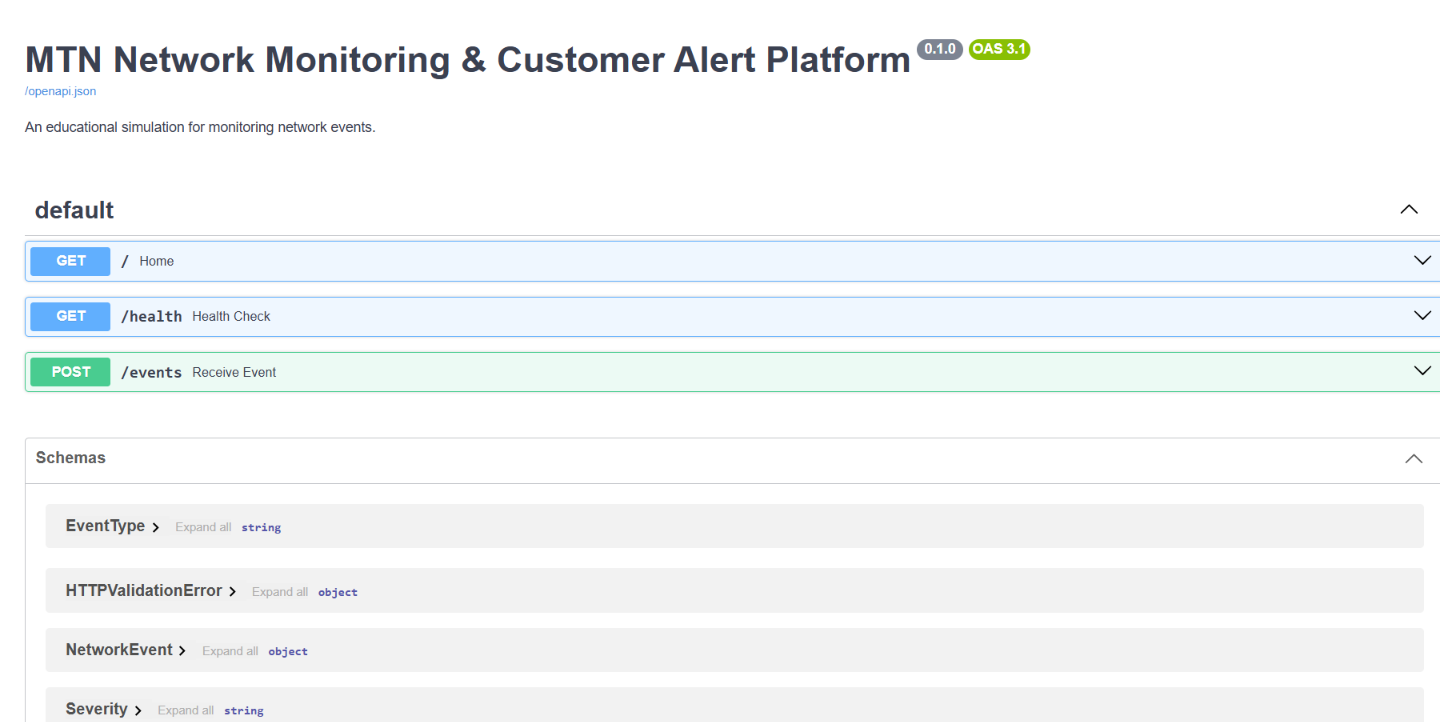 MTN Network Monitoring & Customer Alert Platform 0.1.0 OAS 3.1
/openapi.json
An educational simulation for monitoring network events.
default
GET / Home
GET /health Health Check
POST /events Receive Event
Schemas
EventType Expand all string
HTTPValidationError Expand all object
NetworkEvent Expand all object
Severity Expand all string